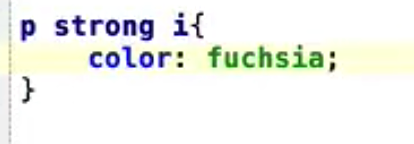 p strong i{
    color: fuchsia;
}